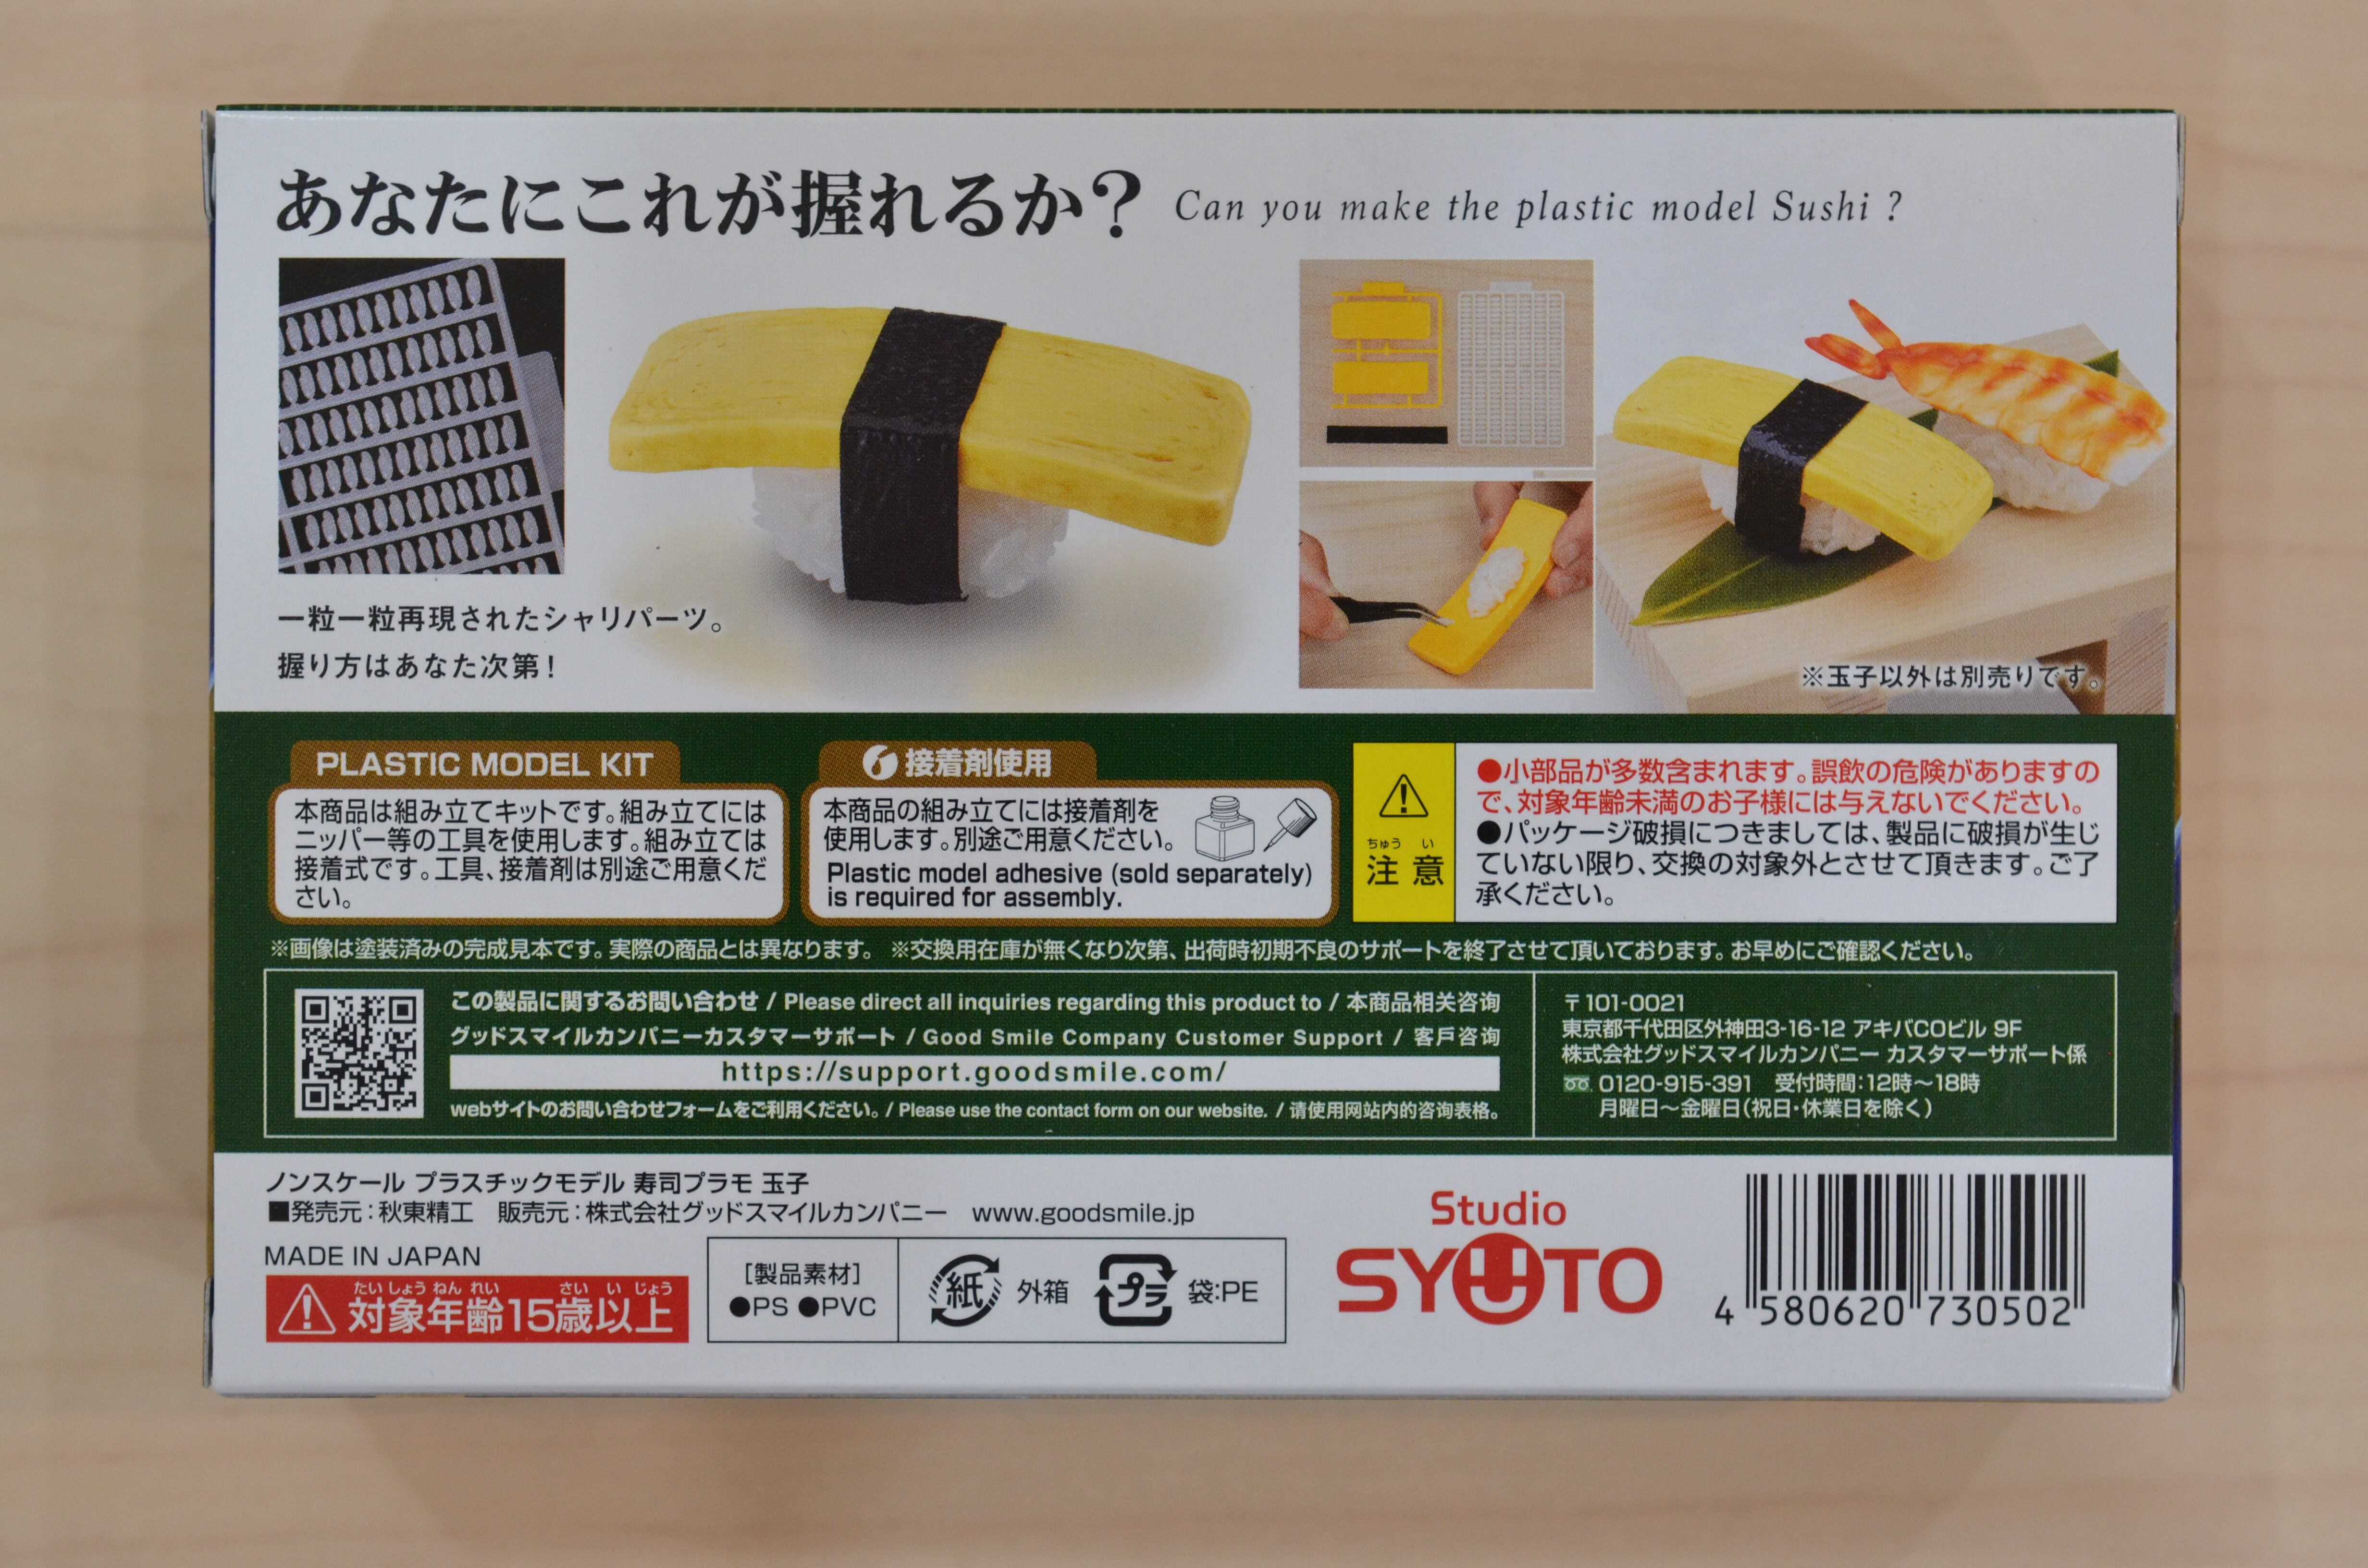 あなたにこれが握れるか? Can you make the plastic model Sushi ?
一粒一粒再現されたシャリパーツ。
握り方はあなた次第!
※玉子以外は別売りです。
PLASTIC MODEL KIT
本商品は組み立てキットです。組み立てには
ニッパー等の工具を使用します。組み立ては
接着式です。工具、接着剤は別途ご用意くだ
さい。
接着剤使用
本商品の組み立てには接着剤を
使用します。別途ご用意ください。
Plastic model adhesive (sold separately)
is required for assembly.
ちゅう い
注意
●小部品が多数含まれます。誤飲の危険がありますの
で、対象年齢未満のお子様には与えないでください。
●パッケージ破損につきましては、製品に破損が生じ
ていない限り、交換の対象外とさせて頂きます。ご了
承ください。
※画像は塗装済みの完成見本です。実際の商品とは異なります。 ※交換用在庫が無くなり次第、出荷時初期不良のサポートを終了させて頂いております。お早めにご確認ください。
この製品に関するお問い合わせ / Please direct all inquiries regarding this product to / 本商品相关咨询
グッドスマイルカンパニーカスタマーサポート / Good Smile Company Customer Support / 客戶咨询
https://support.goodsmile.com/
webサイトのお問い合わせフォームをご利用ください。/ Please use the contact form on our website. / 请使用网站内的咨询表格。
〒101-0021
東京都千代田区外神田3-16-12 アキバCOビル 9F
株式会社グッドスマイルカンパニー カスタマーサポート係
0120-915-391 受付時間:12時～18時
月曜日～金曜日(祝日・休業日を除く)
ノンスケール プラスチックモデル 寿司プラモ 玉子
■発売元:秋東精工 販売元:株式会社グッドスマイルカンパニー www.goodsmile.jp
MADE IN JAPAN
たい しょう ねん れい さい い じょう
対象年齢15歳以上
[製品素材]
●PS ●PVC
紙 外箱 プラ 袋:PE
Studio
SYUTO
4 580620 730502